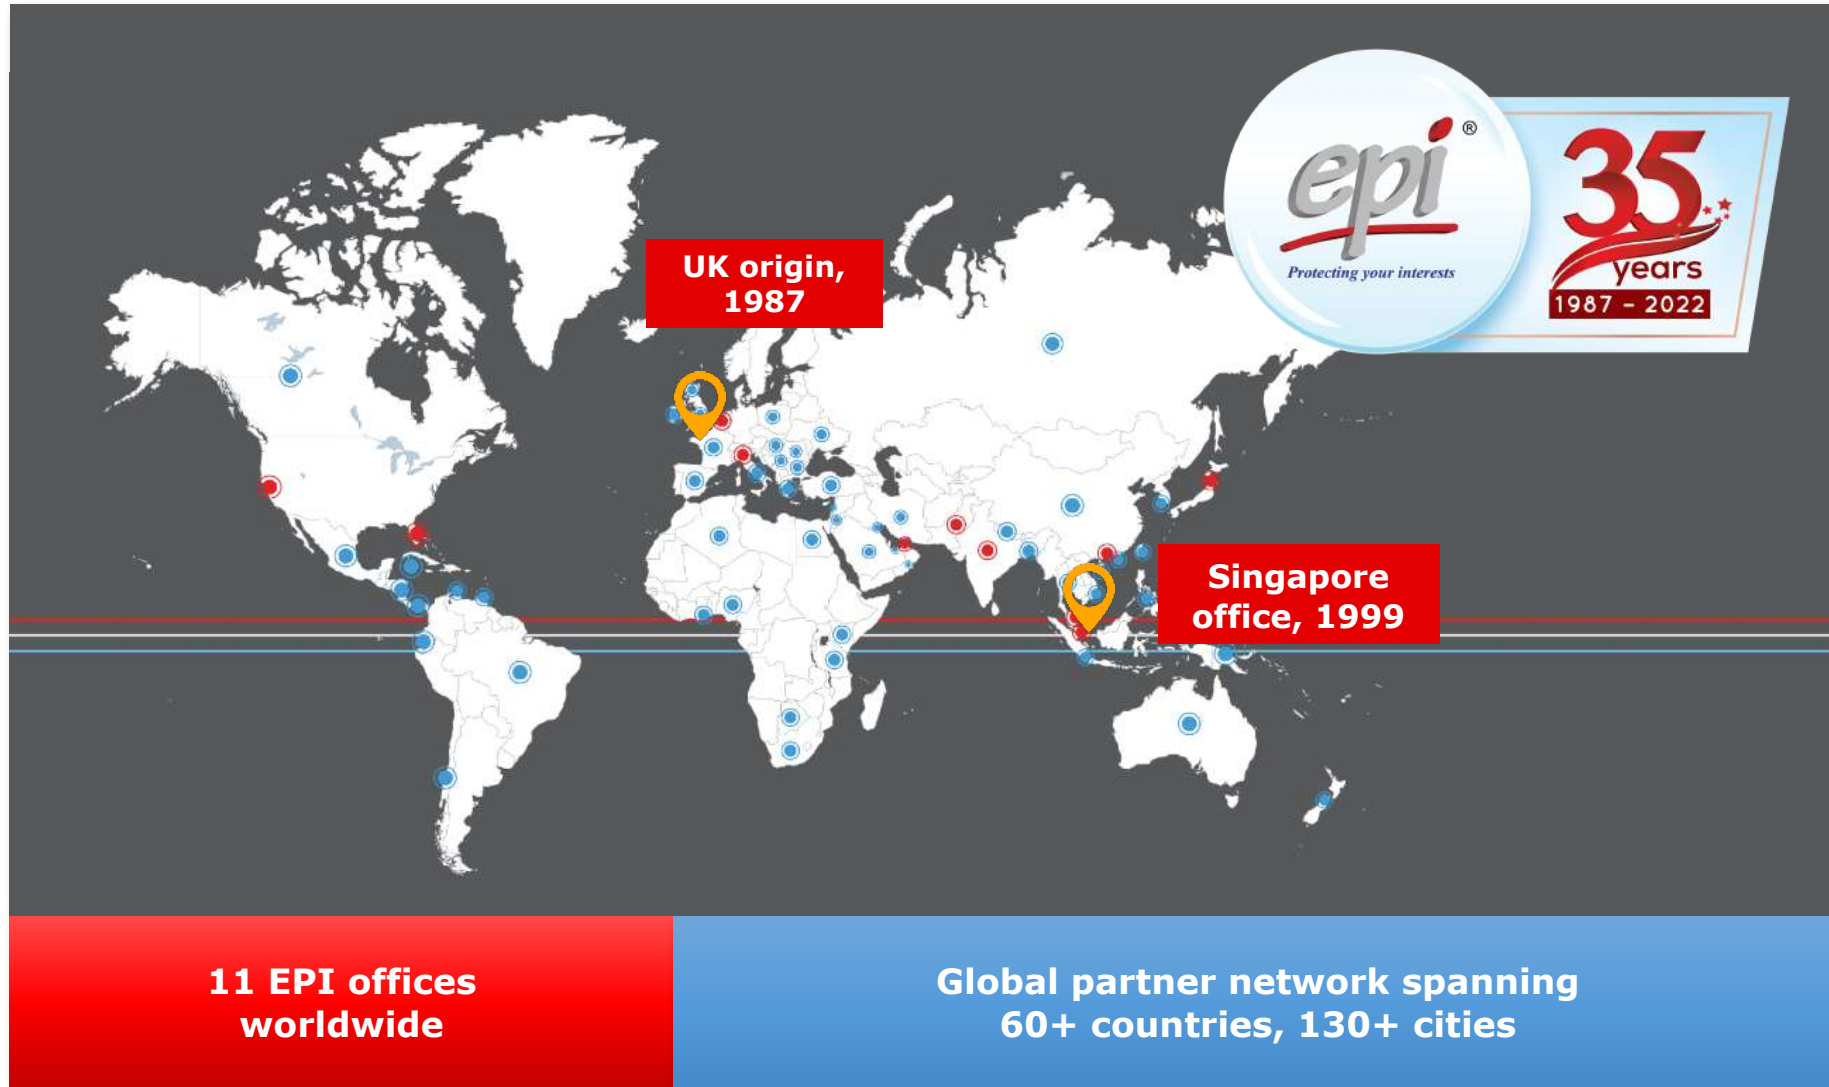 epi
®
Protecting your interests
35
years
1987 - 2022
UK origin,
1987
Singapore
office, 1999
11 EPI offices
worldwide
Global partner network spanning
60+ countries, 130+ cities